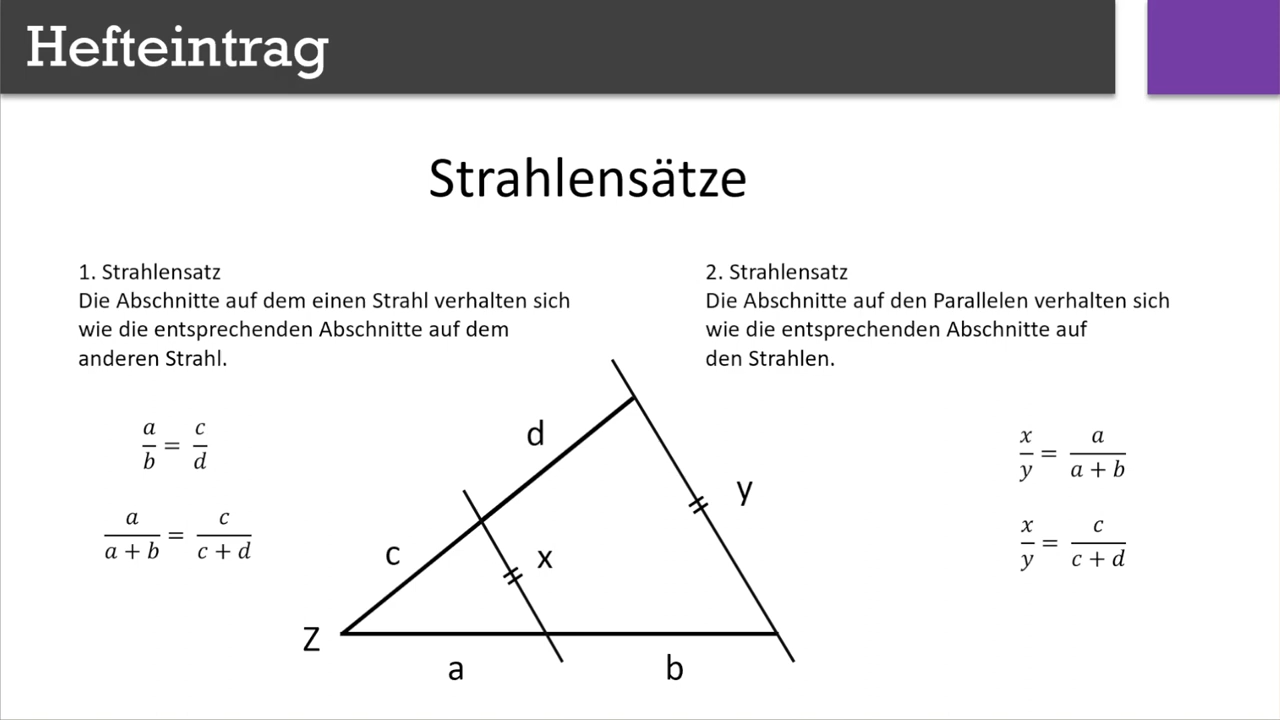 Hefteintrag
Strahlensätze
1. Strahlensatz
Die Abschnitte auf dem einen Strahl verhalten sich
wie die entsprechenden Abschnitte auf dem
anderen Strahl.
a/b = c/d
a/(a + b) = c/(c + d)
2. Strahlensatz
Die Abschnitte auf den Parallelen verhalten sich
wie die entsprechenden Abschnitte auf
den Strahlen.
x/y = a/(a + b)
x/y = c/(c + d)
d
y
c
x
Z
a
b